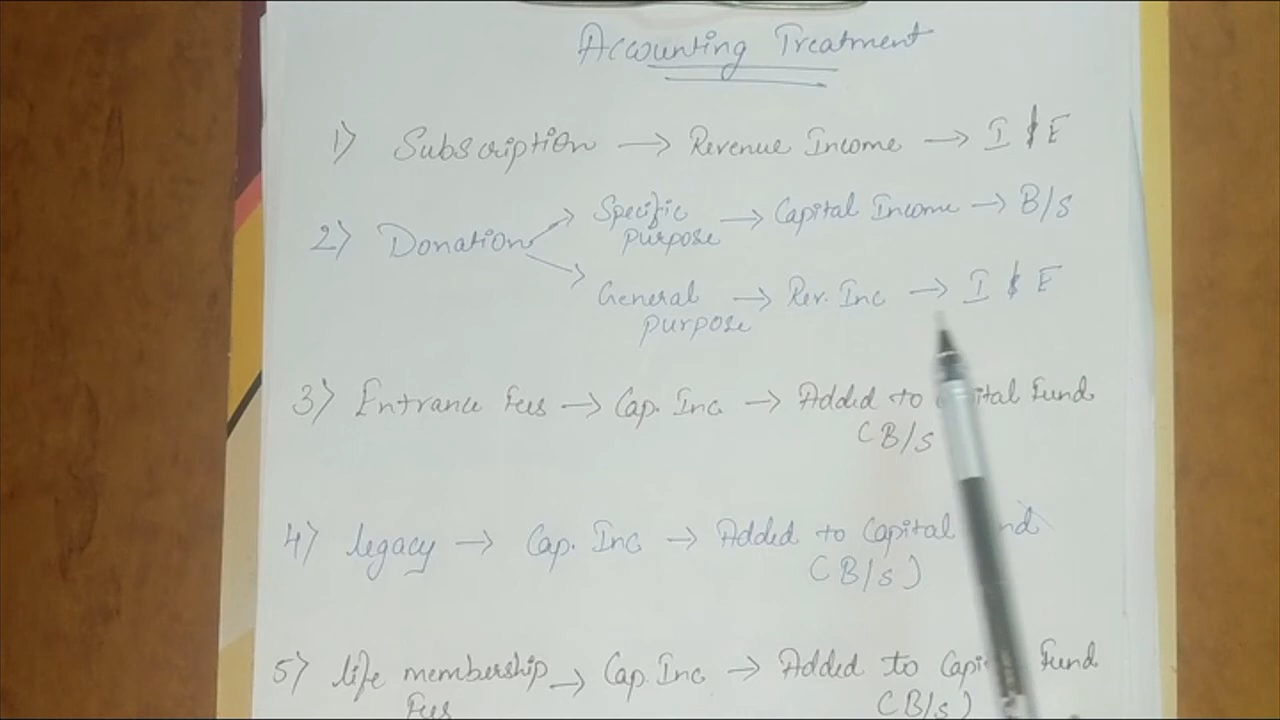 Accounting Treatment
1) Subscription → Revenue Income → I & E
2) Donation → Specific purpose → Capital Income → B/S
→ General purpose → Rev. Inc → I & E
3) Entrance Fees → Cap. Inc → Added to Fund
(B/S
4) legacy → Cap. Inc → Added to Capital
(B/S)
5) life membership → Cap. Inc → Added to Fund
Fees (B/S)